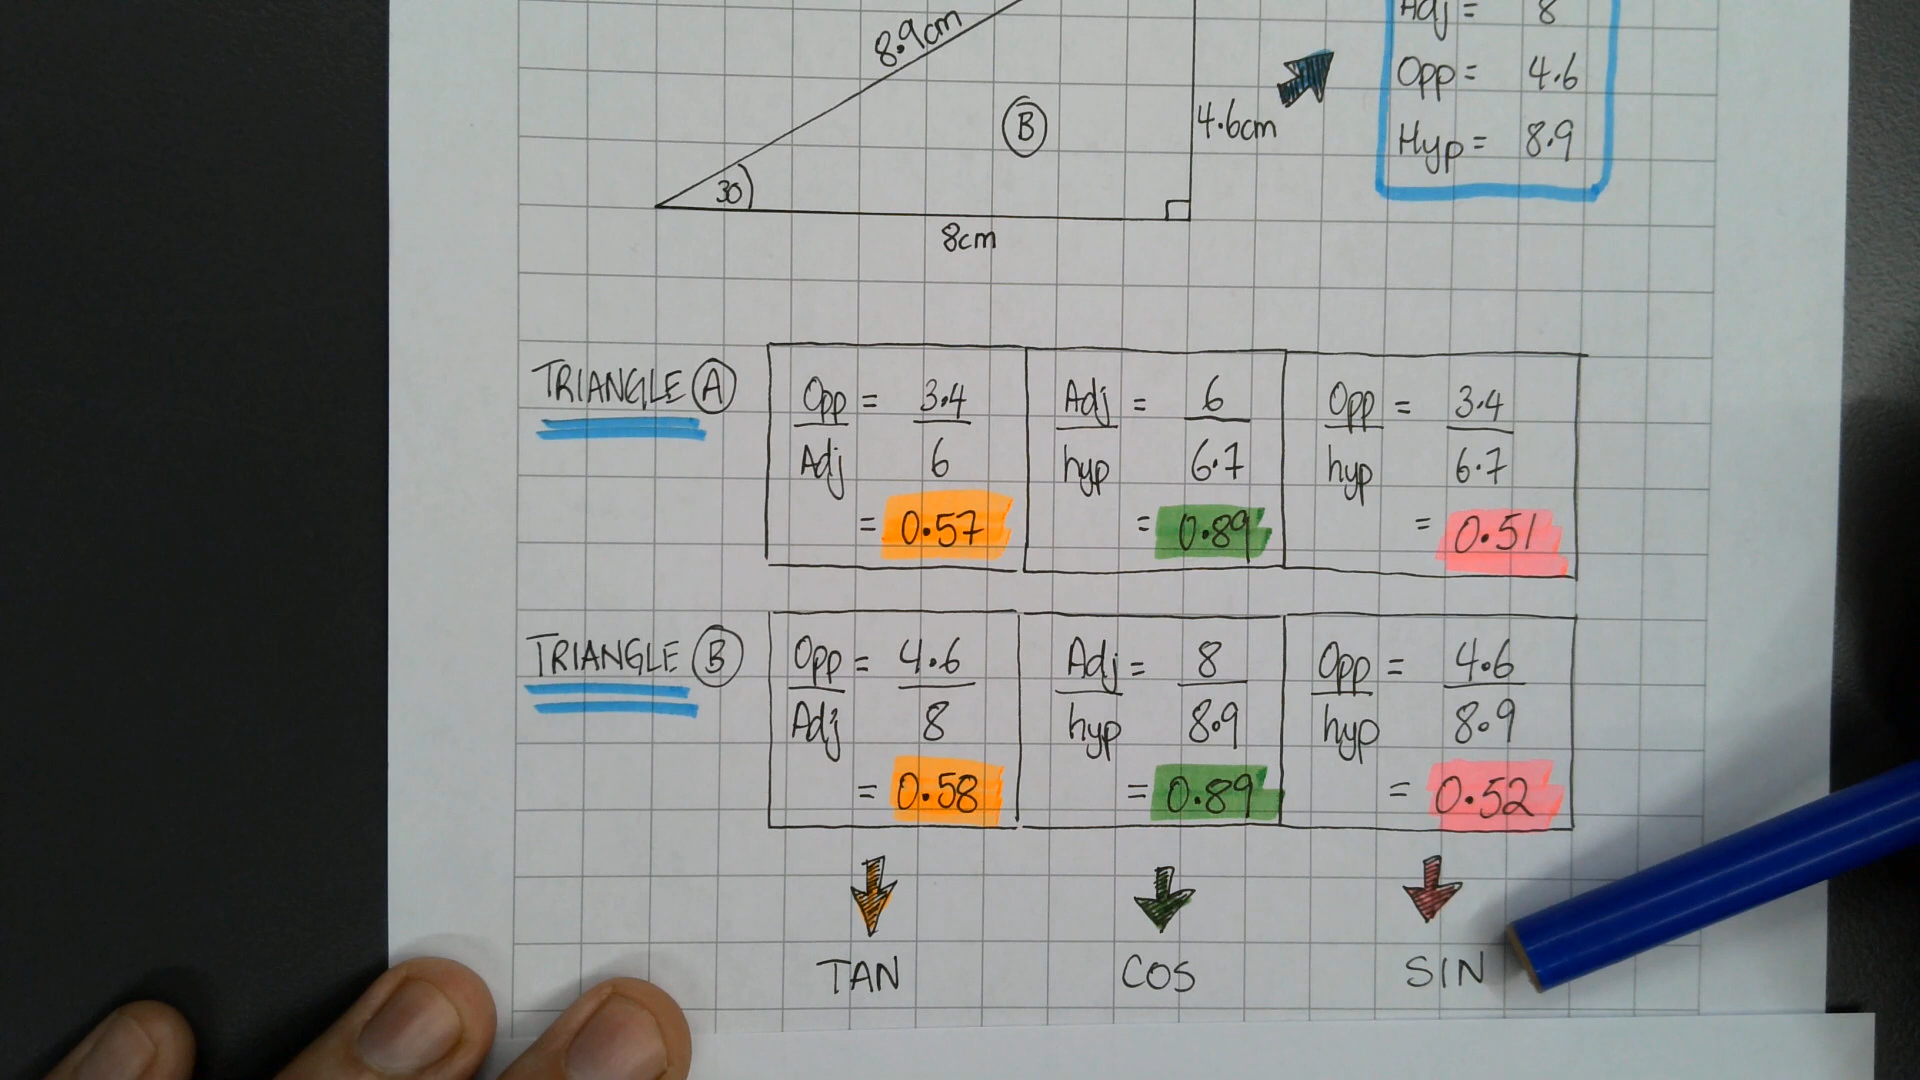 8.9cm
Adj = 8
Opp = 4.6
Hyp = 8.9
B
4.6cm
30
8cm
TRIANGLE A
Opp = 3.4
Adj 6
= 0.57
Adj = 6
hyp 6.7
= 0.89
Opp = 3.4
hyp 6.7
= 0.51
TRIANGLE B
Opp = 4.6
Adj 8
= 0.58
Adj = 8
hyp 8.9
= 0.89
Opp = 4.6
hyp 8.9
= 0.52
TAN COS SIN